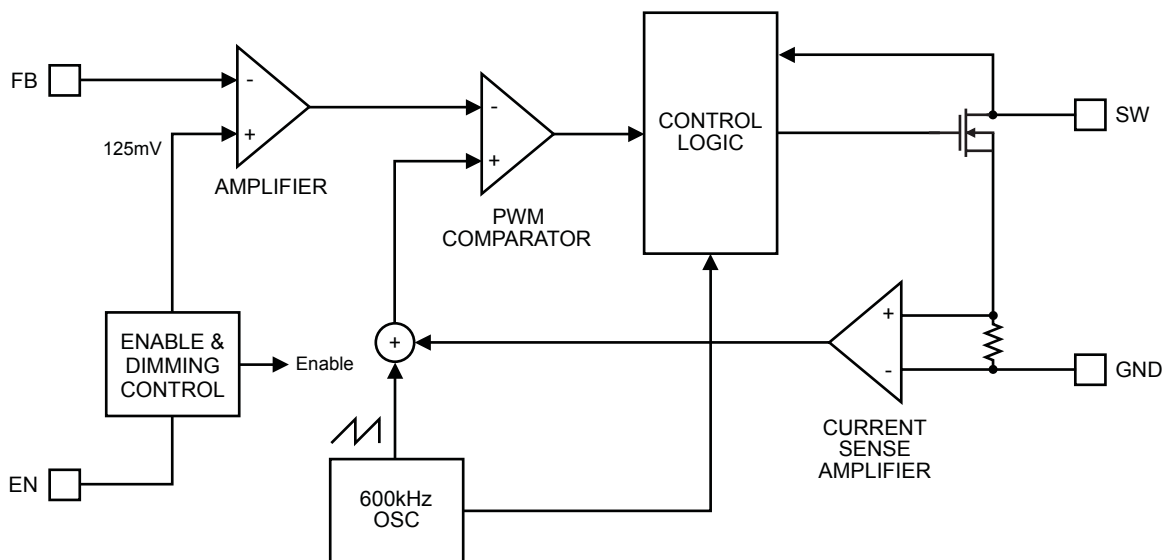 FB
-
+
125mV
AMPLIFIER
-
+
PWM
COMPARATOR
CONTROL
LOGIC
SW
ENABLE &
DIMMING
CONTROL
Enable
+
+
-
GND
CURRENT
SENSE
AMPLIFIER
EN
600kHz
OSC